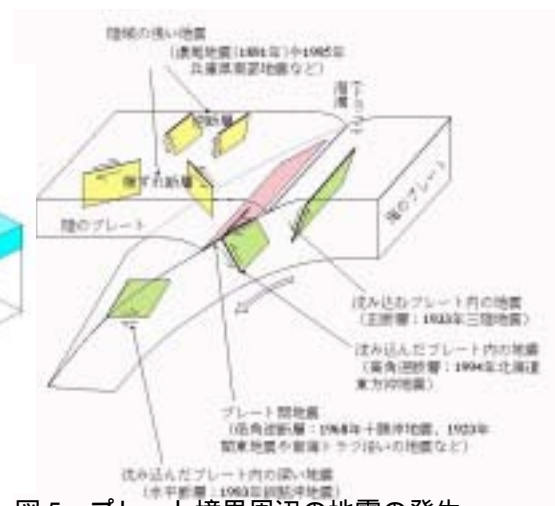 陸域の浅い地震
(濃尾地震(1891年)や1995年
兵庫県南部地震など)
海溝
(トラフ)
逆断層
横ずれ断層
陸のプレート
海のプレート
沈み込むプレート内の地震
(正断層:1933年三陸地震)
沈み込んだプレート内の地震
(高角逆断層:1994年北海道
東方沖地震)
プレート間地震
(低角逆断層:1968年十勝沖地震、1923年
関東地震や南海トラフ沿いの地震など)
沈み込んだプレート内の深い地震
(水平断層:1993年釧路沖地震)
図5 プレート境界周辺の地震の発生